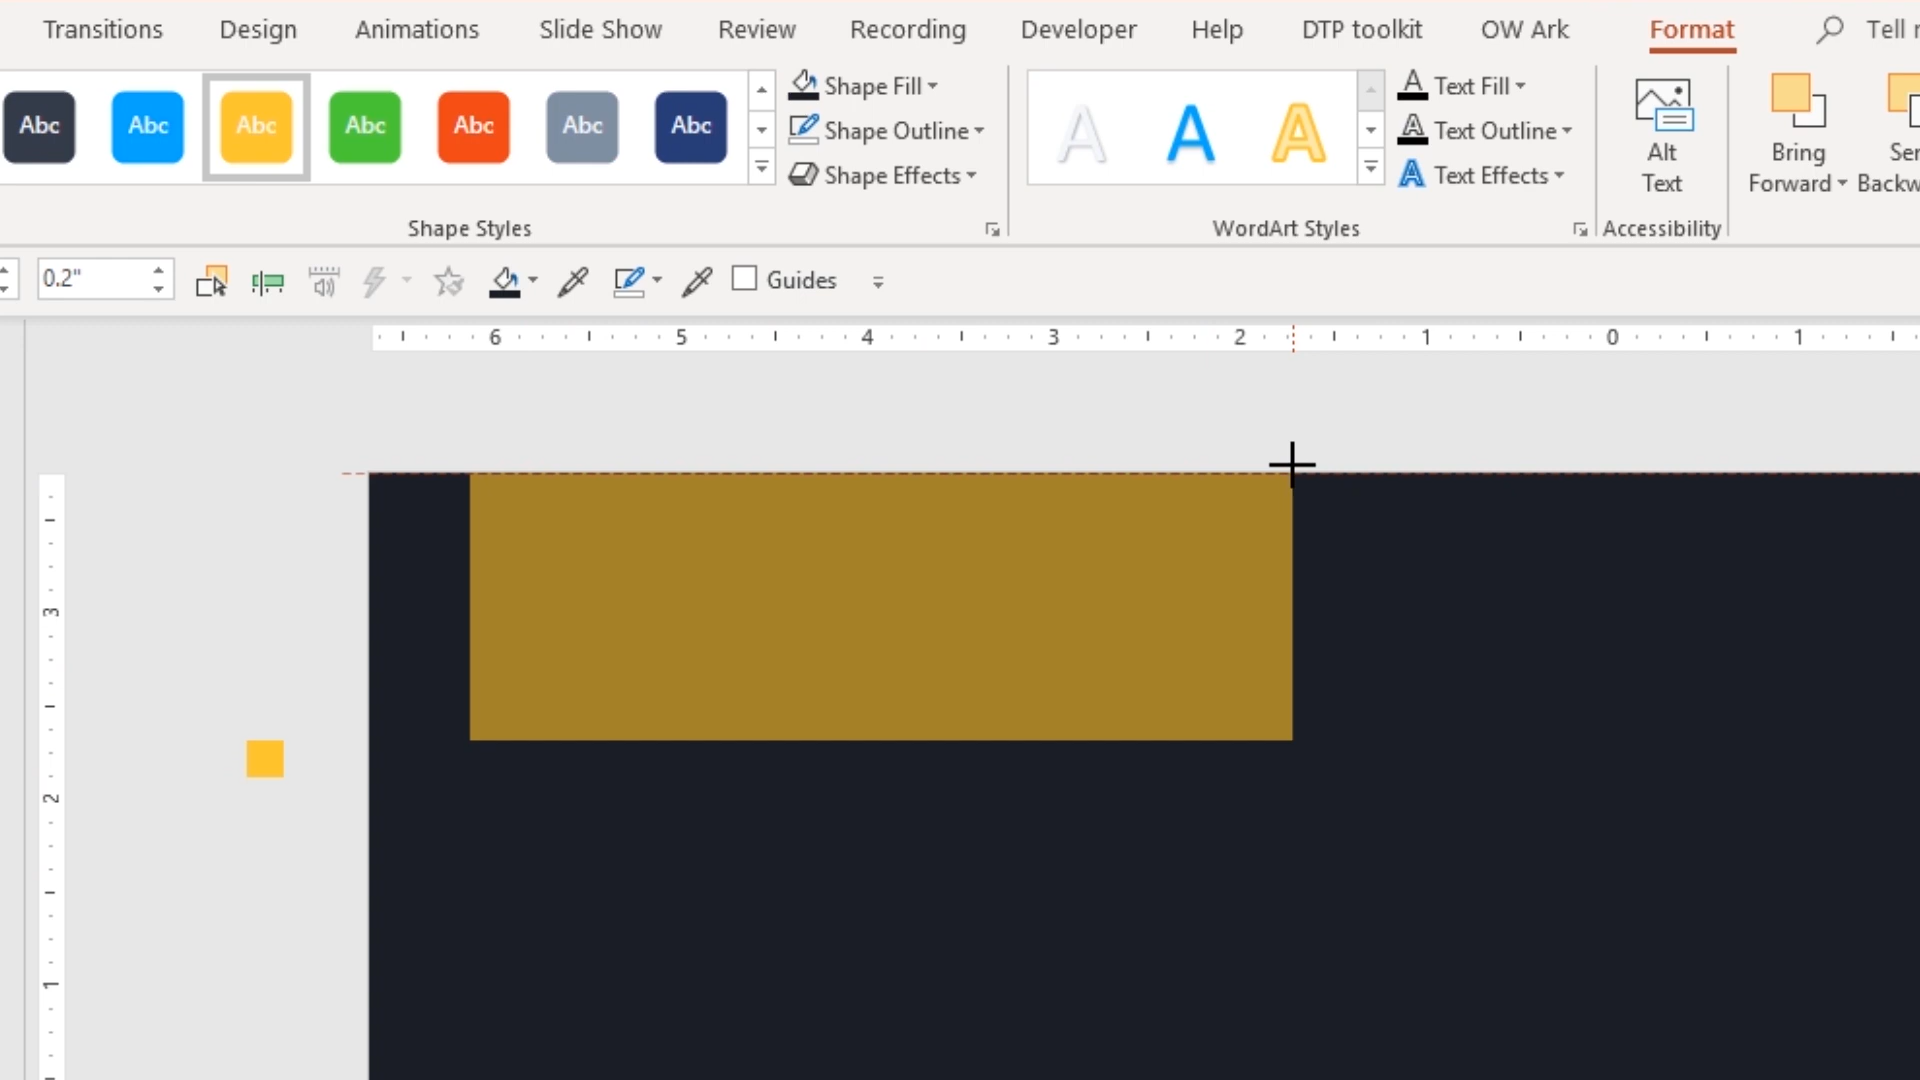 Transitions Design Animations Slide Show Review Recording Developer Help DTP toolkit OW Ark Format Tell
Abc Abc Abc Abc Abc Abc Abc
Shape Fill
Shape Outline
Shape Effects
Shape Styles
A A A
Text Fill
Text Outline
Text Effects
WordArt Styles
Alt
Text
Accessibility
Bring
Forward
0.2"
Guides
6 5 4 3 2 1 0 1
3
2
1